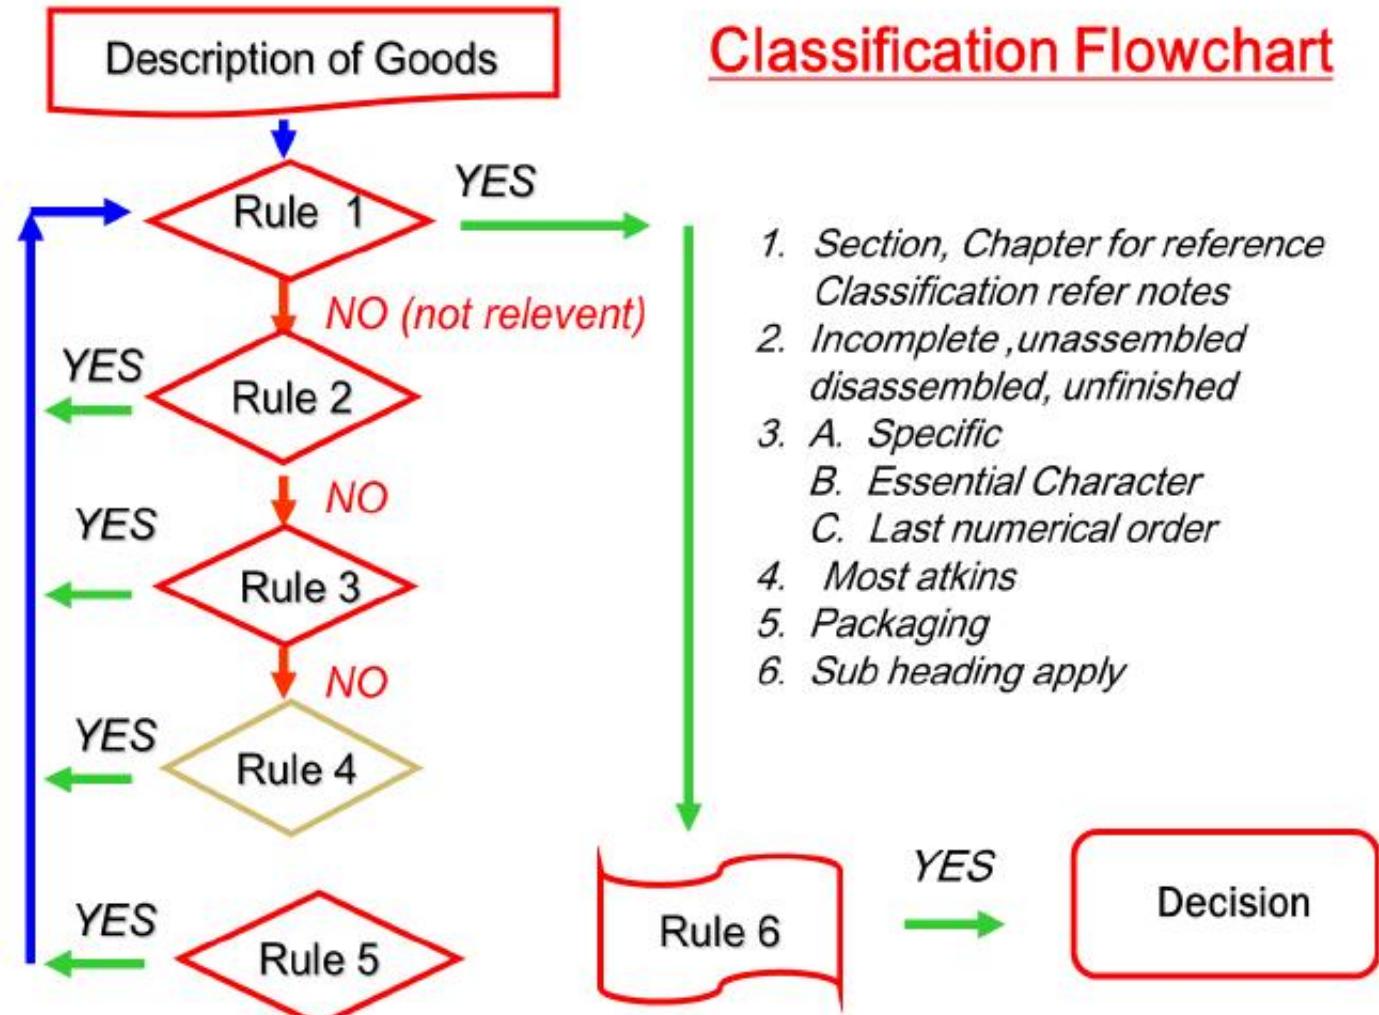 Description of Goods
Classification Flowchart
Rule 1
YES
NO (not relevent)
YES
Rule 2
NO
YES
Rule 3
NO
YES
Rule 4
YES
Rule 5
1. Section, Chapter for reference
Classification refer notes
2. Incomplete ,unassembled
disassembled, unfinished
3. A. Specific
B. Essential Character
C. Last numerical order
4. Most atkins
5. Packaging
6. Sub heading apply
Rule 6
YES
Decision